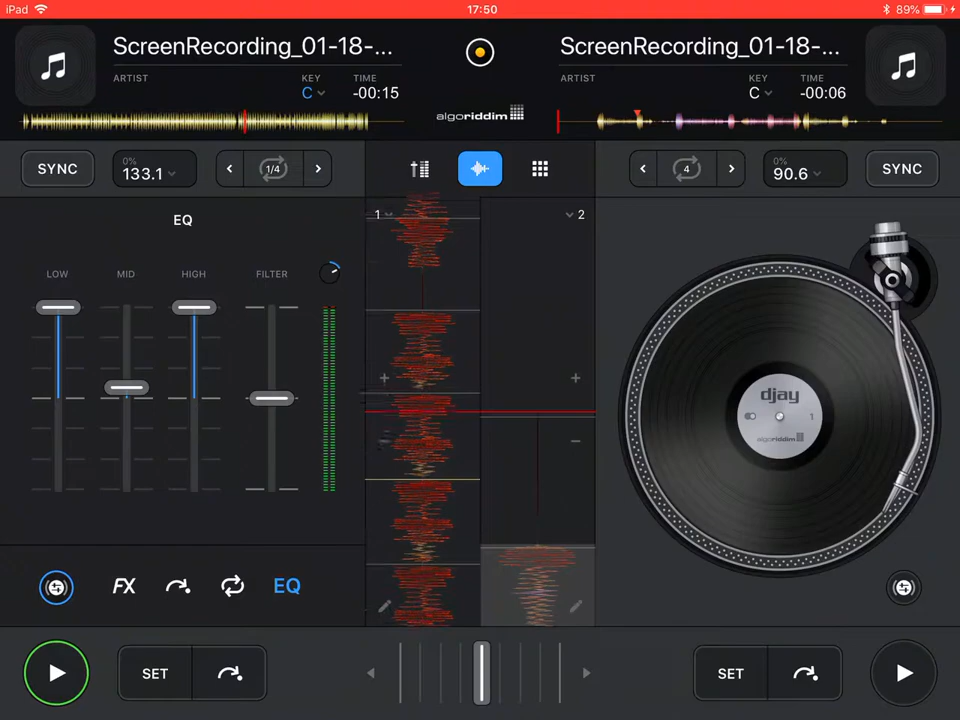 iPad 17:50 89%
ScreenRecording_01-18-... ScreenRecording_01-18-...
ARTIST KEY TIME ARTIST KEY TIME
C -00:15 C -00:06
algoriddim
SYNC 0% 133.1 1/4 4 0% 90.6 SYNC
EQ
1 2
LOW MID HIGH FILTER
+ +
−
djay
1
algoriddim
FX EQ
SET SET